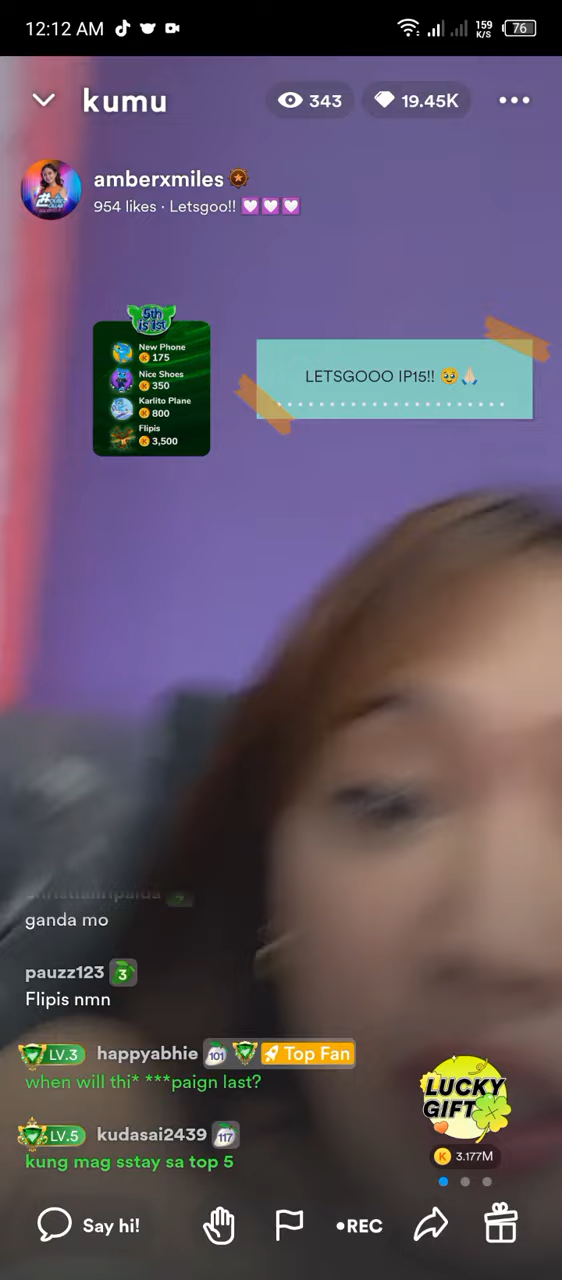 12:12 AM
159
K/S
76
kumu
343
19.45K
amberxmiles
954 likes · Letsgoo!! 💟💟💟
5th
is 1st
New Phone
K 175
Nice Shoes
K 350
Karlito Plane
K 800
Flipis
K 3,500
LETSGOOO IP15!! 🥹🙏🏻
ganda mo
pauzz123 3
Flipis nmn
LV.3 happyabhie 101 Top Fan
when will thi* ***paign last?
LV.5 kudasai2439 117
kung mag sstay sa top 5
LUCKY
GIFT
K 3.177M
Say hi!
•REC